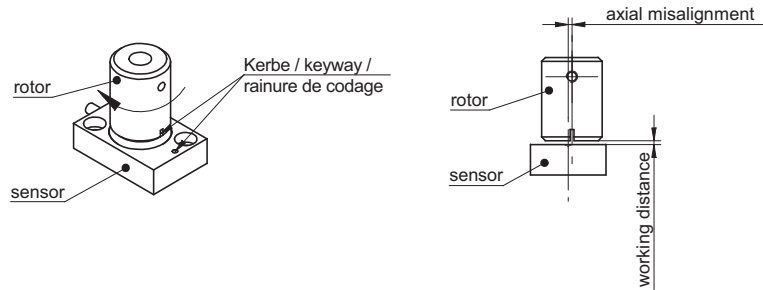 rotor
Kerbe / keyway /
rainure de codage
sensor
axial misalignment
rotor
sensor
working distance